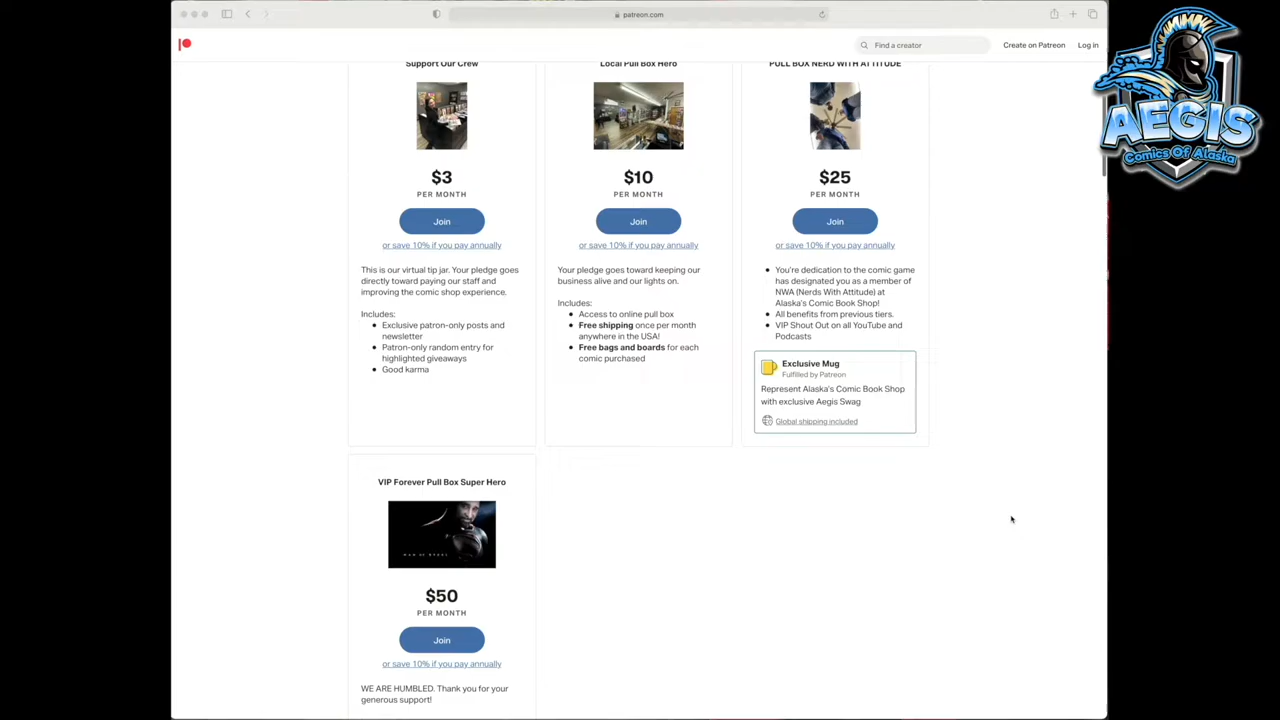 patreon.com
Find a creator
Create on Patreon
Log in
AEGIS
Comics Of Alaska
Support Our Crew
$3
PER MONTH
Join
or save 10% if you pay annually
This is our virtual tip jar. Your pledge goes
directly toward paying our staff and
improving the comic shop experience.
Includes:
Exclusive patron-only posts and
newsletter
Patron-only random entry for
highlighted giveaways
Good karma
Local Pull Box Hero
$10
PER MONTH
Join
or save 10% if you pay annually
Your pledge goes toward keeping our
business alive and our lights on.
Includes:
Access to online pull box
Free shipping once per month
anywhere in the USA!
Free bags and boards for each
comic purchased
PULL BOX NERD WITH ATTITUDE
$25
PER MONTH
Join
or save 10% if you pay annually
You're dedication to the comic game
has designated you as a member of
NWA (Nerds With Attitude) at
Alaska's Comic Book Shop!
All benefits from previous tiers.
VIP Shout Out on all YouTube and
Podcasts
Exclusive Mug
Fulfilled by Patreon
Represent Alaska's Comic Book Shop
with exclusive Aegis Swag
Global shipping included
VIP Forever Pull Box Super Hero
MAN OF STEEL
$50
PER MONTH
Join
or save 10% if you pay annually
WE ARE HUMBLED. Thank you for your
generous support!